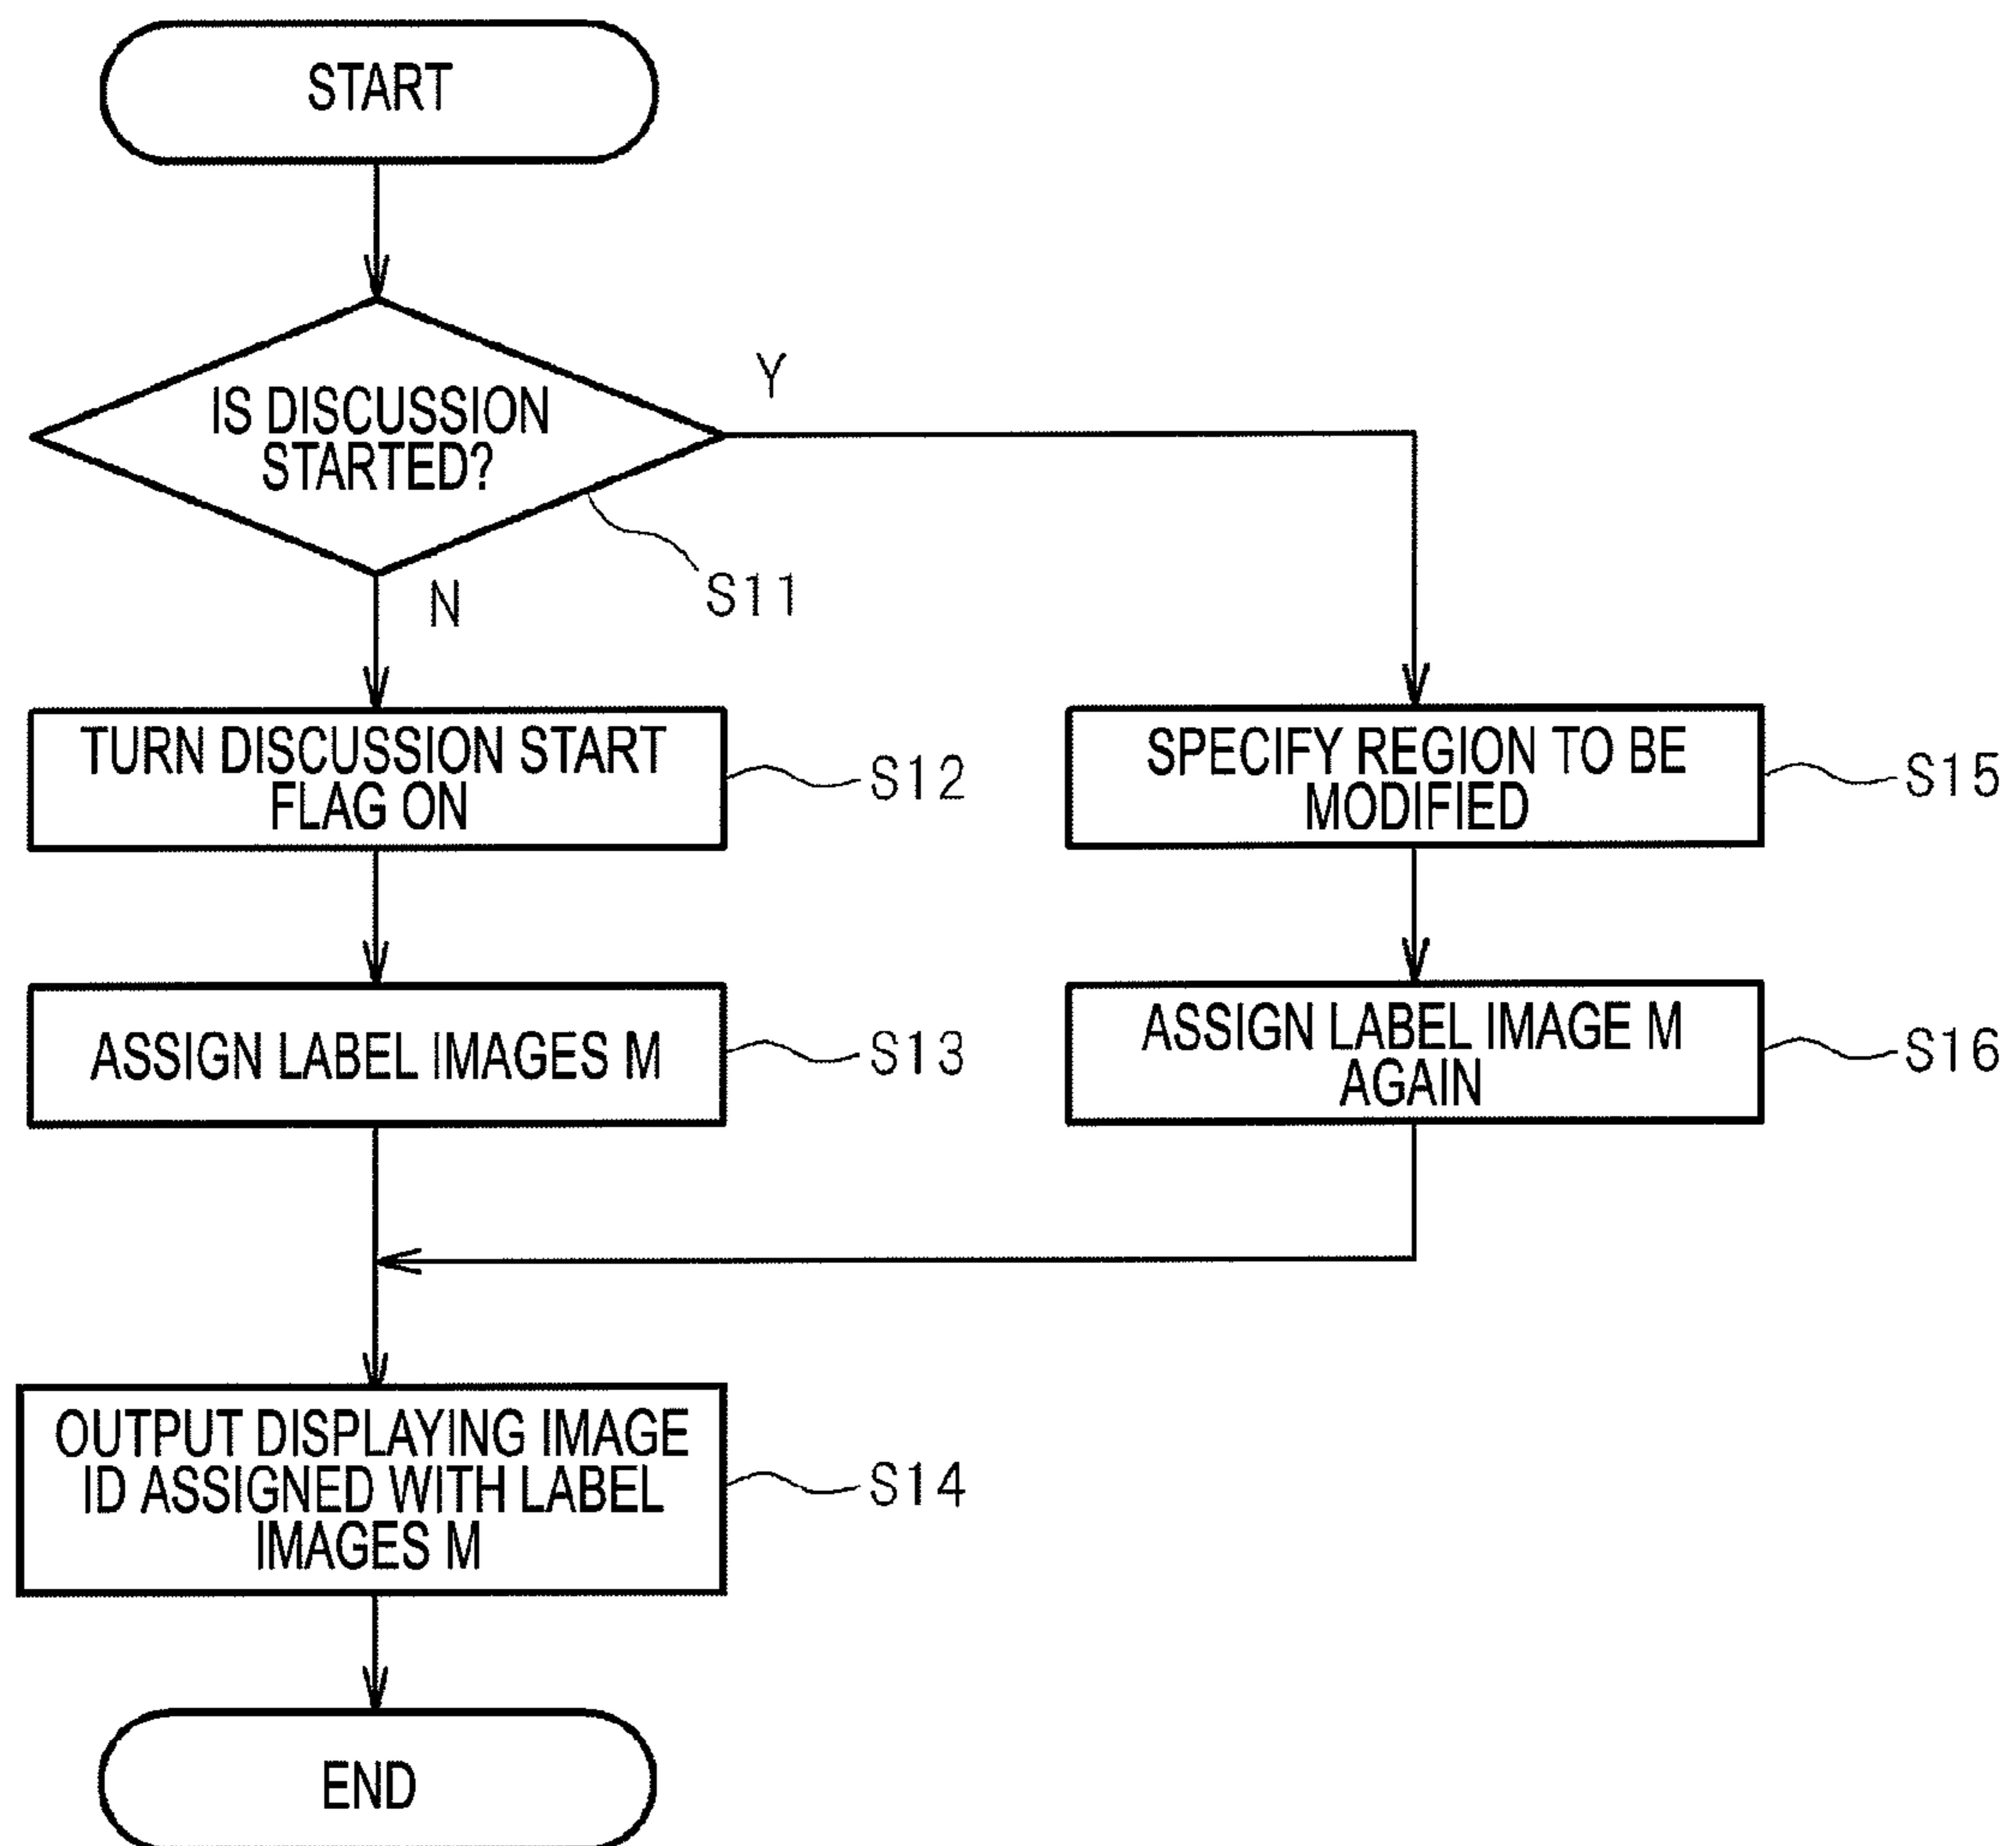 START
IS DISCUSSION
STARTED?
Y
N
S11
TURN DISCUSSION START
FLAG ON
S12
SPECIFY REGION TO BE
MODIFIED
S15
ASSIGN LABEL IMAGES M
S13
ASSIGN LABEL IMAGE M
AGAIN
S16
OUTPUT DISPLAYING IMAGE
ID ASSIGNED WITH LABEL
IMAGES M
S14
END